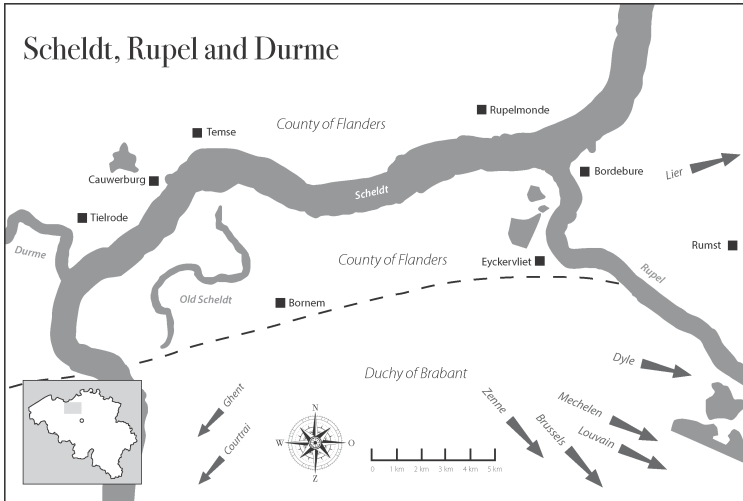 Scheldt, Rupel and Durme
Rupelmonde
County of Flanders
Temse
Bordebure
Lier
Cauwerburg
Scheldt
Tielrode
Durme
Rumst
County of Flanders
Eyckervliet
Rupel
Old Scheldt
Bornem
Dyle
Duchy of Brabant
Ghent
Zenne
Mechelen
Courtrai
Brussels
Louvain
N
W
O
Z
0 1 km 2 km 3 km 4 km 5 km